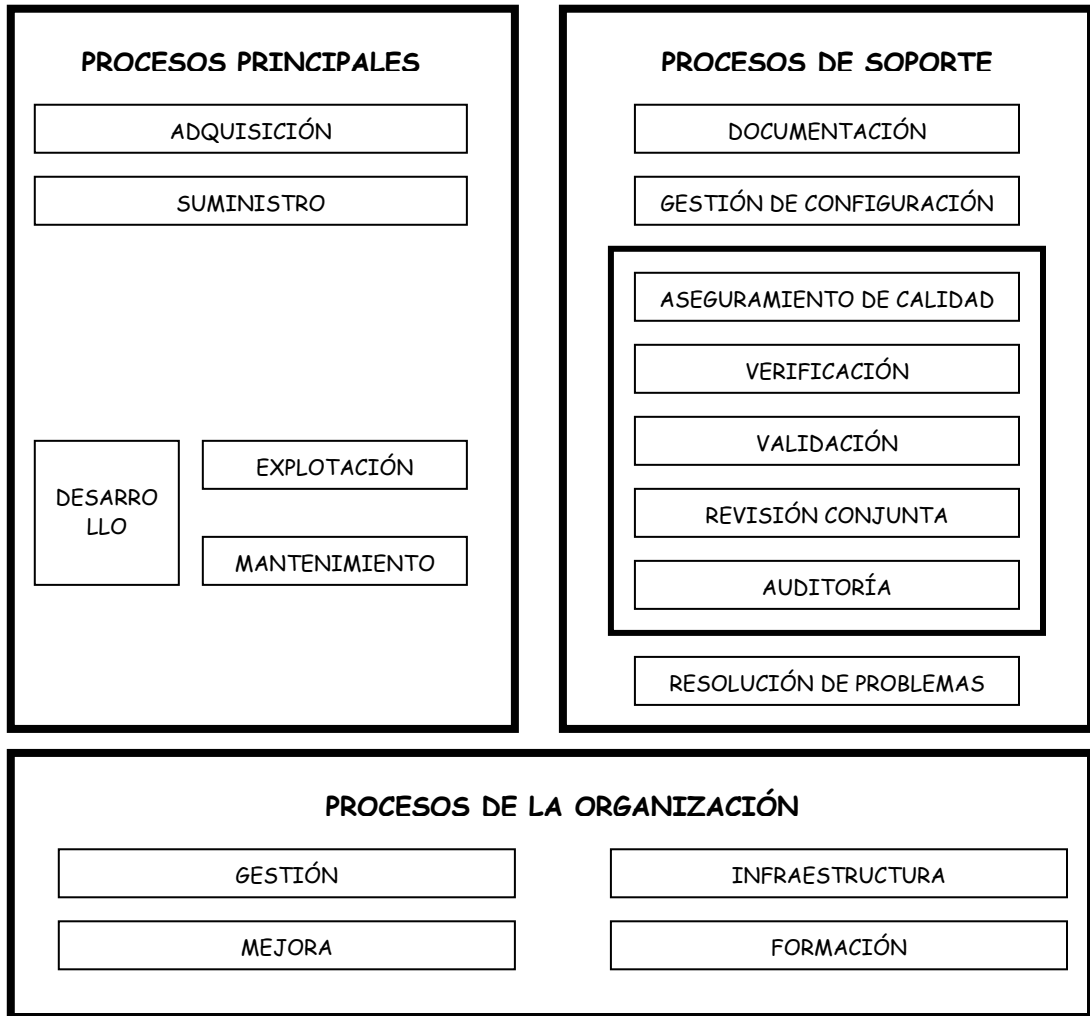 PROCESOS PRINCIPALES
ADQUISICIÓN
SUMINISTRO
DESARRO
LLO
EXPLOTACIÓN
MANTENIMIENTO
PROCESOS DE SOPORTE
DOCUMENTACIÓN
GESTIÓN DE CONFIGURACIÓN
ASEGURAMIENTO DE CALIDAD
VERIFICACIÓN
VALIDACIÓN
REVISIÓN CONJUNTA
AUDITORÍA
RESOLUCIÓN DE PROBLEMAS
PROCESOS DE LA ORGANIZACIÓN
GESTIÓN
INFRAESTRUCTURA
MEJORA
FORMACIÓN